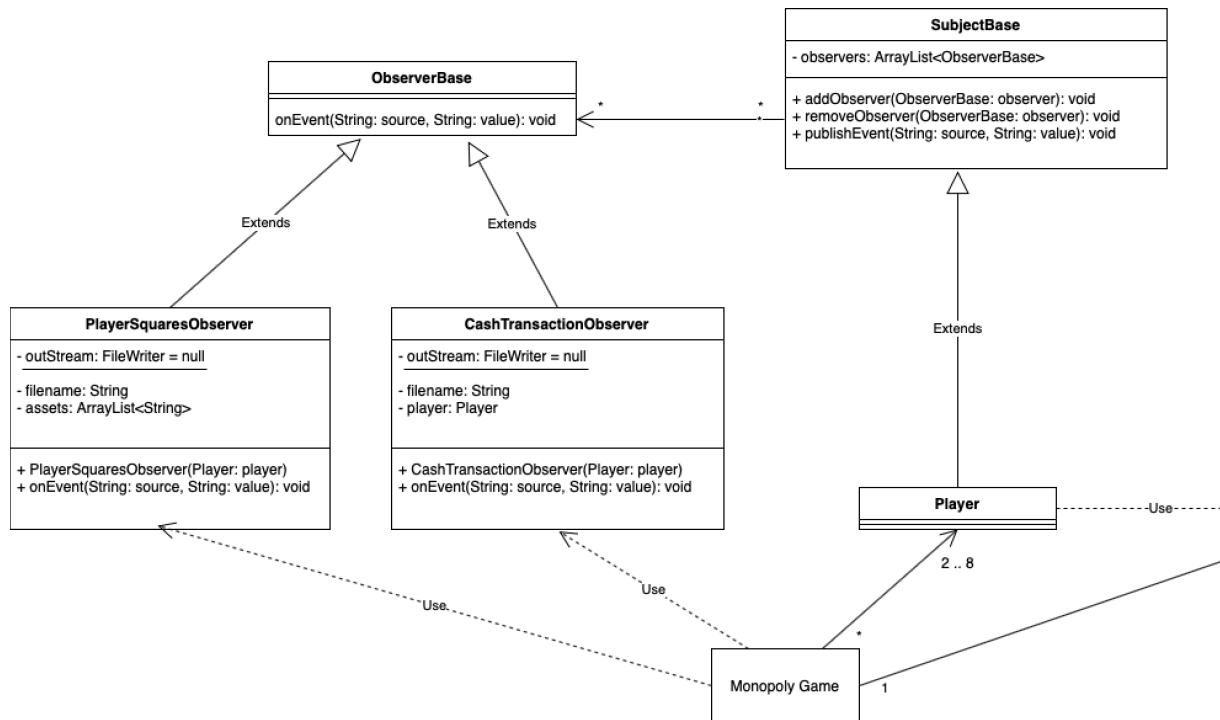 SubjectBase
- observers: ArrayList<ObserverBase>
+ addObserver(ObserverBase: observer): void
+ removeObserver(ObserverBase: observer): void
+ publishEvent(String: source, String: value): void
ObserverBase
onEvent(String: source, String: value): void
*
*
*
Extends
Extends
Extends
PlayerSquaresObserver
- outStream: FileWriter = null
- filename: String
- assets: ArrayList<String>
+ PlayerSquaresObserver(Player: player)
+ onEvent(String: source, String: value): void
CashTransactionObserver
- outStream: FileWriter = null
- filename: String
- player: Player
+ CashTransactionObserver(Player: player)
+ onEvent(String: source, String: value): void
Player
Use
2 .. 8
Use
Use
*
Monopoly Game
1